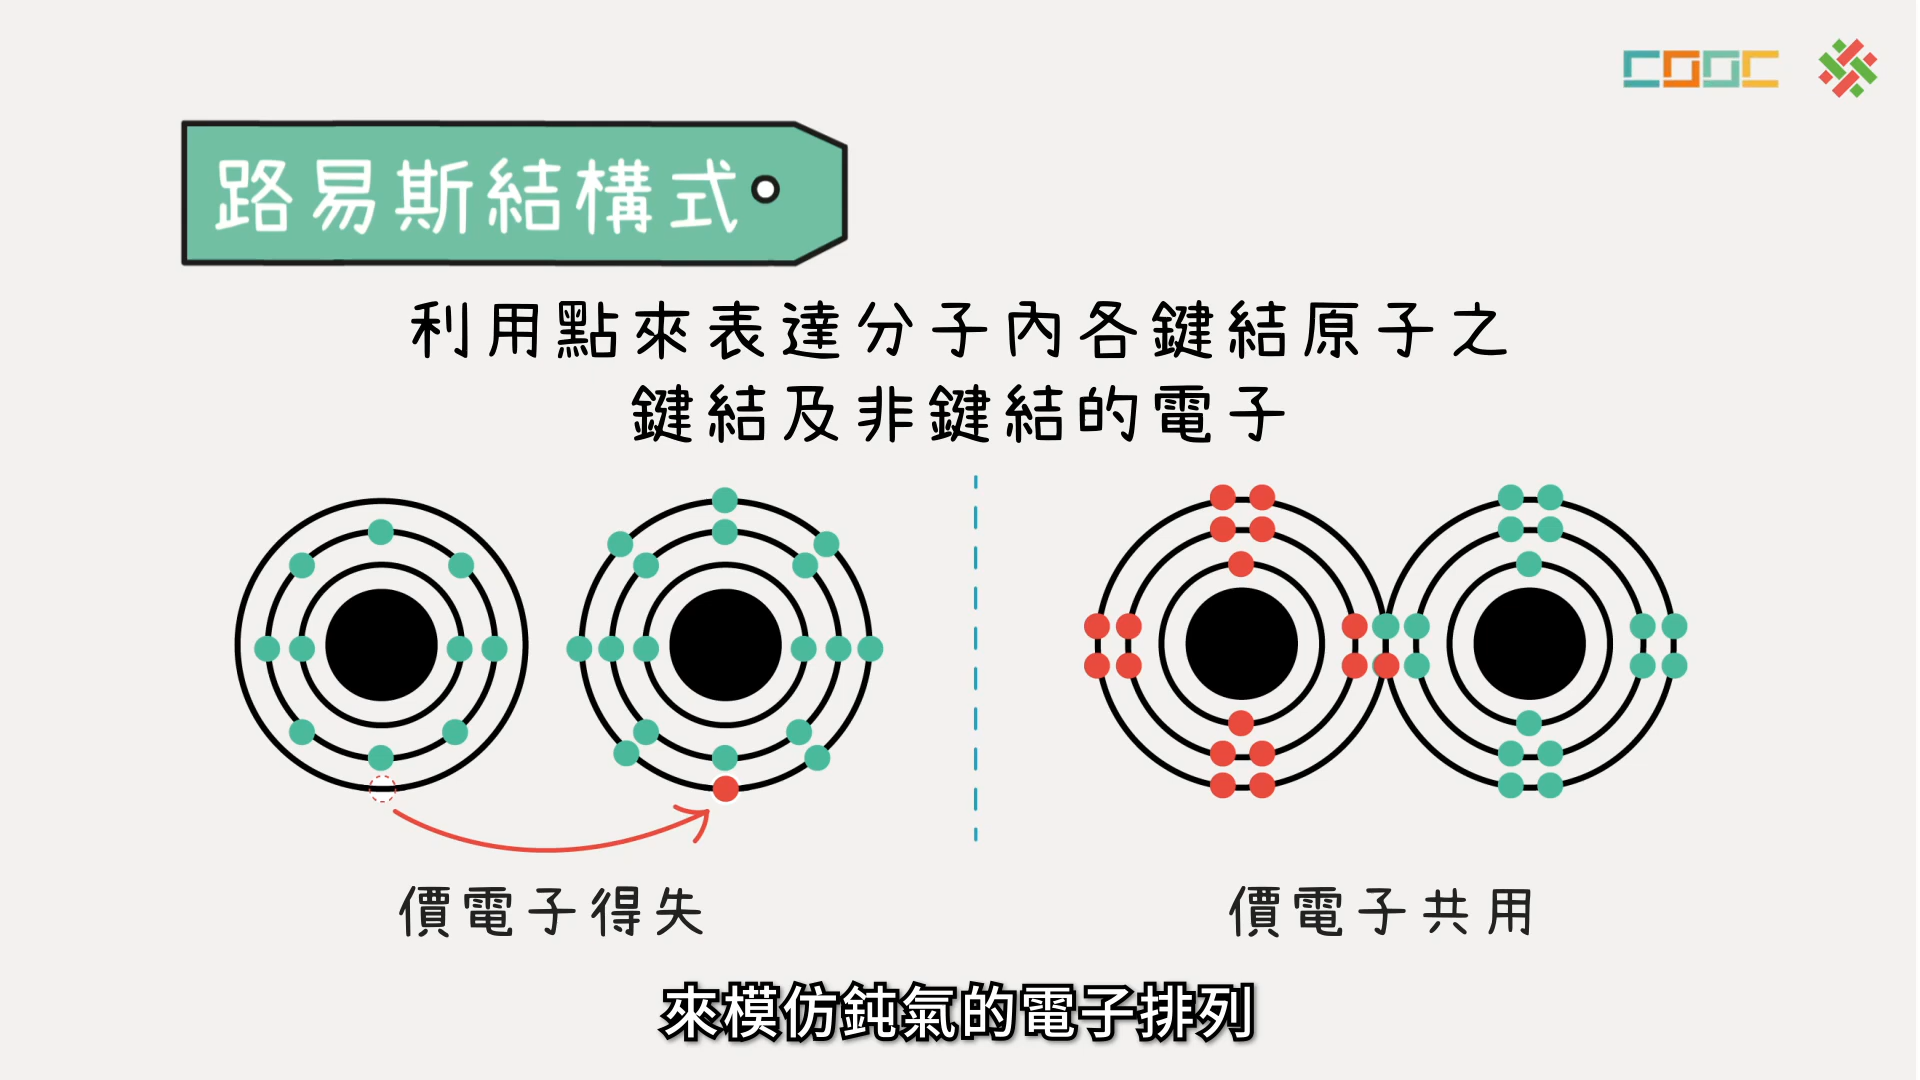 COOC
路易斯結構式
利用點來表達分子內各鍵結原子之
鍵結及非鍵結的電子
價電子得失
價電子共用
來模仿鈍氣的電子排列